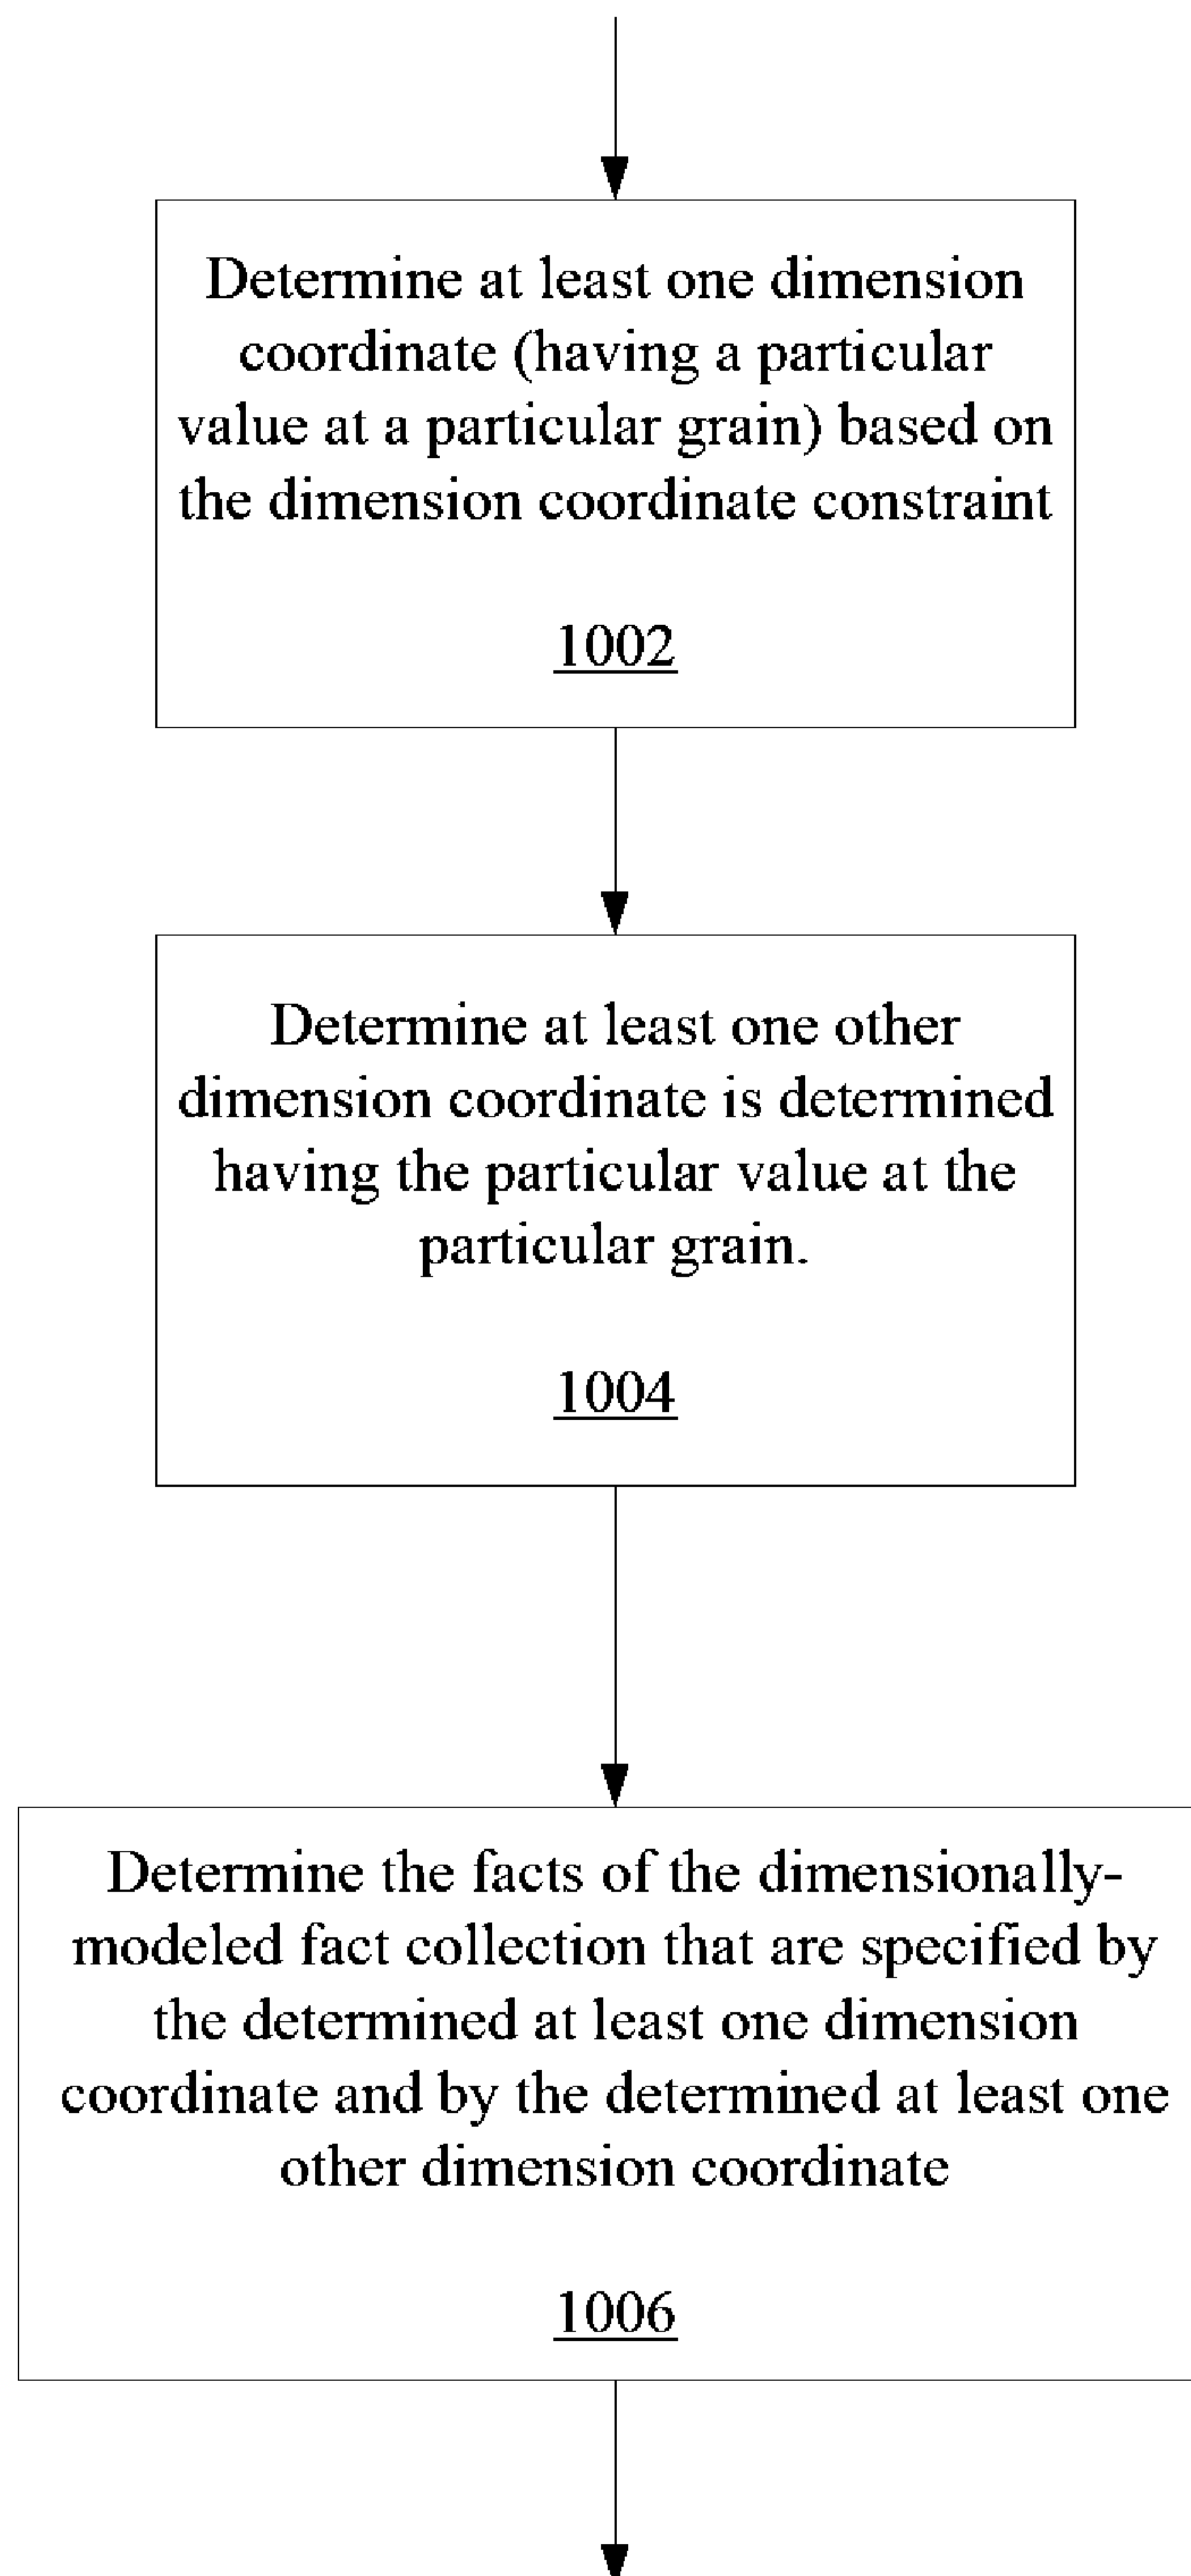 Determine at least one dimension
coordinate (having a particular
value at a particular grain) based on
the dimension coordinate constraint
1002
Determine at least one other
dimension coordinate is determined
having the particular value at the
particular grain.
1004
Determine the facts of the dimensionally-
modeled fact collection that are specified by
the determined at least one dimension
coordinate and by the determined at least one
other dimension coordinate
1006